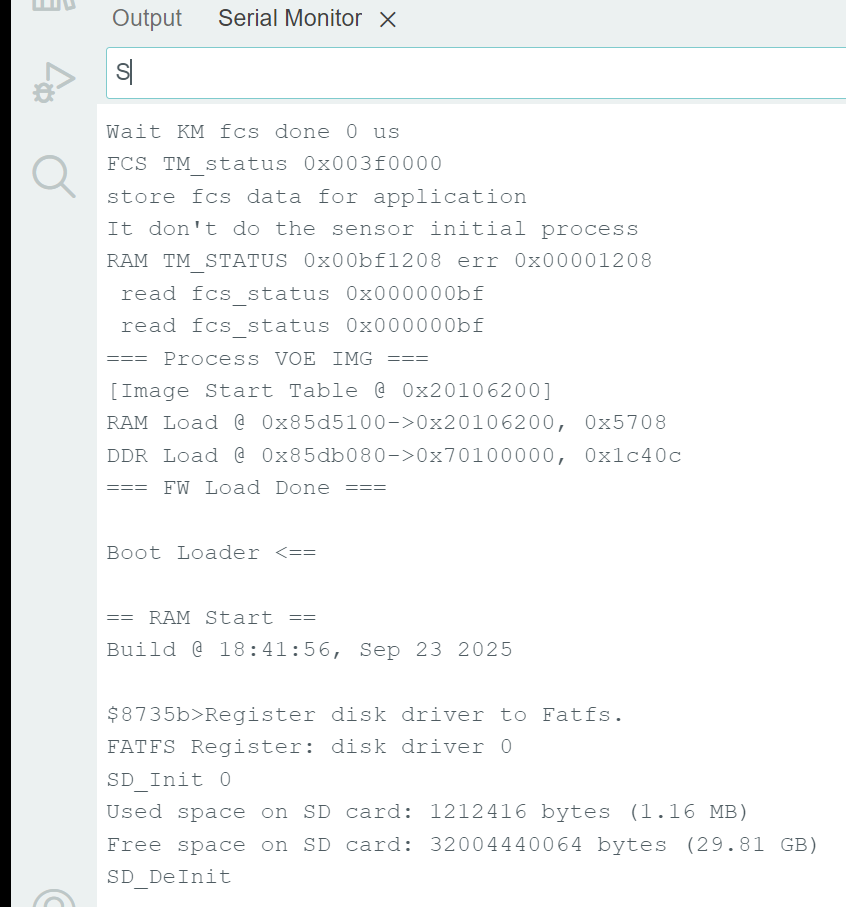 Output Serial Monitor
S
Wait KM fcs done 0 us
FCS TM_status 0x003f0000
store fcs data for application
It don't do the sensor initial process
RAM TM_STATUS 0x00bf1208 err 0x00001208
 read fcs_status 0x000000bf
 read fcs_status 0x000000bf
=== Process VOE IMG ===
[Image Start Table @ 0x20106200]
RAM Load @ 0x85d5100->0x20106200, 0x5708
DDR Load @ 0x85db080->0x70100000, 0x1c40c
=== FW Load Done ===
Boot Loader <==
== RAM Start ==
Build @ 18:41:56, Sep 23 2025
$8735b>Register disk driver to Fatfs.
FATFS Register: disk driver 0
SD_Init 0
Used space on SD card: 1212416 bytes (1.16 MB)
Free space on SD card: 32004440064 bytes (29.81 GB)
SD_DeInit